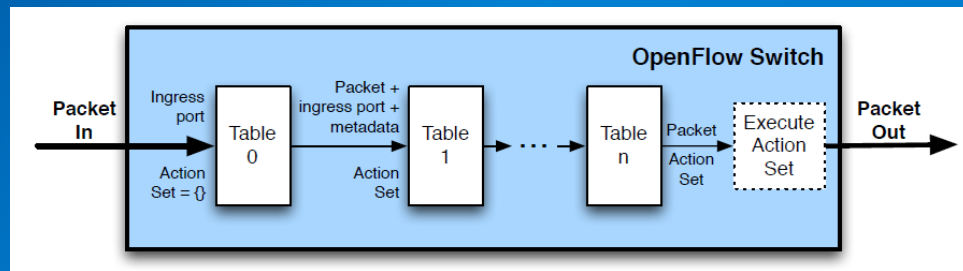 OpenFlow Switch
Packet
In
Ingress
port
Action
Set = {}
Table
0
Packet +
ingress port +
metadata
Action
Set
Table
1
...
Table
n
Packet
Action
Set
Execute
Action
Set
Packet
Out